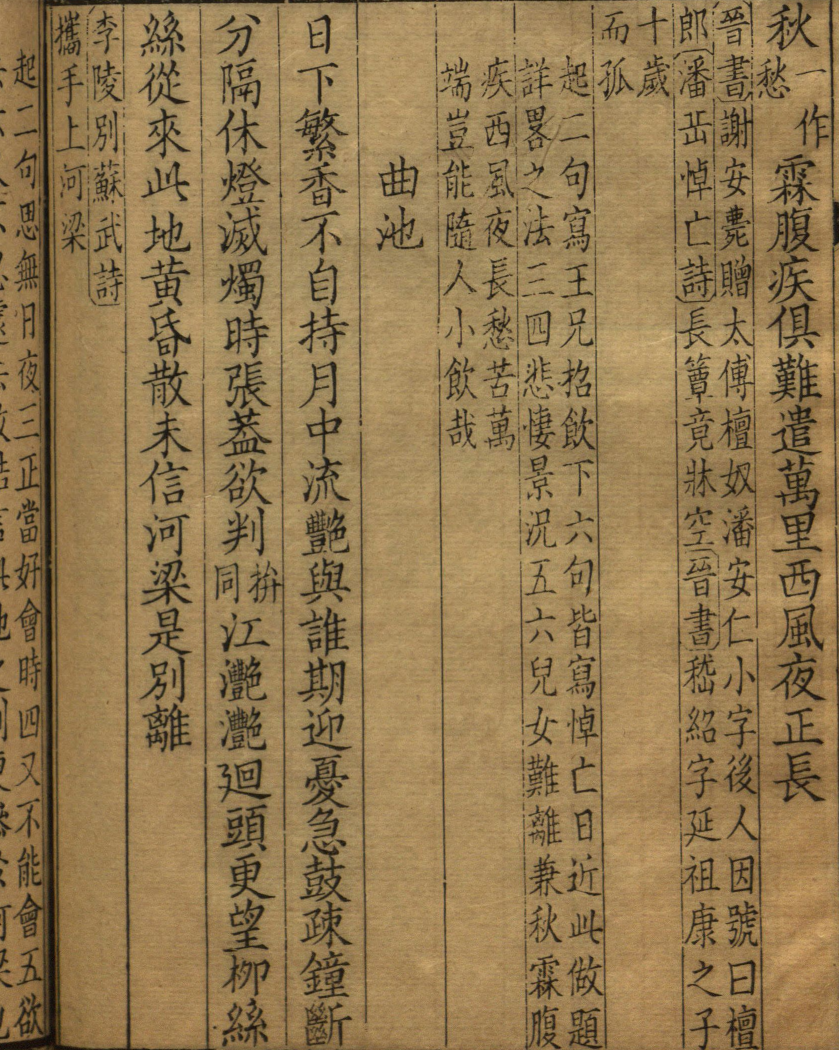 秋一作愁霖腹疾俱難遣萬里西風夜正長
晉書謝安薨贈太傅檀奴潘安仁小字後人因號曰檀
郎潘岳悼亡詩長簟竟牀空晉書嵇紹字延祖康之子
十歲
而孤
起二句寫王兄招飲下六句皆寫悼亡日近此做題
詳畧之法三四悲悽景況五六兒女難離兼秋霖腹
疾西風夜長愁苦萬
端豈能隨人小飲哉
曲池
日下繁香不自持月中流艷與誰期迎憂急鼓疎鐘斷
分隔休燈滅燭時張蓋欲判拚同江灧灧廻頭更望柳絲
絲從來此地黃昏散未信河梁是別離
李陵別蘇武詩
攜手上河梁
起二句思無日夜三正當好會時四又不能會五欲